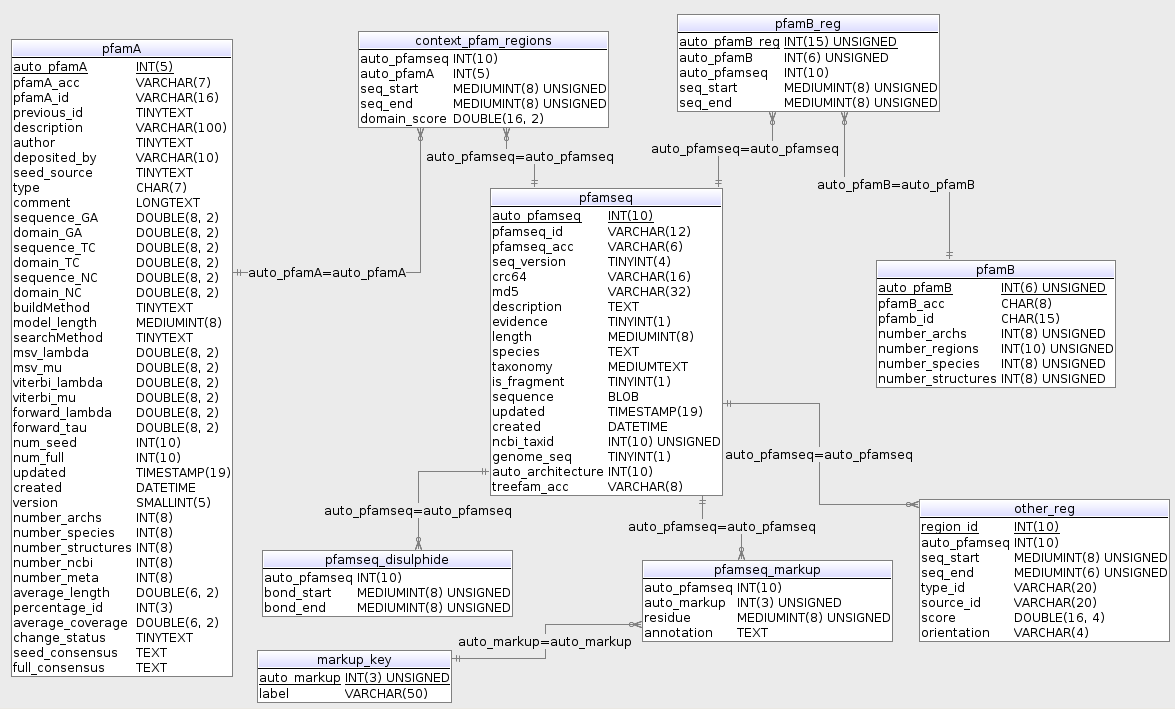 pfamA
auto_pfamA INT(5)
pfamA_acc VARCHAR(7)
pfamA_id VARCHAR(16)
previous_id TINYTEXT
description VARCHAR(100)
author TINYTEXT
deposited_by VARCHAR(10)
seed_source TINYTEXT
type CHAR(7)
comment LONGTEXT
sequence_GA DOUBLE(8, 2)
domain_GA DOUBLE(8, 2)
sequence_TC DOUBLE(8, 2)
domain_TC DOUBLE(8, 2)
sequence_NC DOUBLE(8, 2)
domain_NC DOUBLE(8, 2)
buildMethod TINYTEXT
model_length MEDIUMINT(8)
searchMethod TINYTEXT
msv_lambda DOUBLE(8, 2)
msv_mu DOUBLE(8, 2)
viterbi_lambda DOUBLE(8, 2)
viterbi_mu DOUBLE(8, 2)
forward_lambda DOUBLE(8, 2)
forward_tau DOUBLE(8, 2)
num_seed INT(10)
num_full INT(10)
updated TIMESTAMP(19)
created DATETIME
version SMALLINT(5)
number_archs INT(8)
number_species INT(8)
number_structures INT(8)
number_ncbi INT(8)
number_meta INT(8)
average_length DOUBLE(6, 2)
percentage_id INT(3)
average_coverage DOUBLE(6, 2)
change_status TINYTEXT
seed_consensus TEXT
full_consensus TEXT
context_pfam_regions
auto_pfamseq INT(10)
auto_pfamA INT(5)
seq_start MEDIUMINT(8) UNSIGNED
seq_end MEDIUMINT(8) UNSIGNED
domain_score DOUBLE(16, 2)
pfamB_reg
auto_pfamB_reg INT(15) UNSIGNED
auto_pfamB INT(6) UNSIGNED
auto_pfamseq INT(10)
seq_start MEDIUMINT(8) UNSIGNED
seq_end MEDIUMINT(8) UNSIGNED
auto_pfamseq=auto_pfamseq
auto_pfamseq=auto_pfamseq
auto_pfamB=auto_pfamB
auto_pfamA=auto_pfamA
pfamseq
auto_pfamseq INT(10)
pfamseq_id VARCHAR(12)
pfamseq_acc VARCHAR(6)
seq_version TINYINT(4)
crc64 VARCHAR(16)
md5 VARCHAR(32)
description TEXT
evidence TINYINT(1)
length MEDIUMINT(8)
species TEXT
taxonomy MEDIUMTEXT
is_fragment TINYINT(1)
sequence BLOB
updated TIMESTAMP(19)
created DATETIME
ncbi_taxid INT(10) UNSIGNED
genome_seq TINYINT(1)
auto_architecture INT(10)
treefam_acc VARCHAR(8)
pfamB
auto_pfamB INT(6) UNSIGNED
pfamB_acc CHAR(8)
pfamb_id CHAR(15)
number_archs INT(8) UNSIGNED
number_regions INT(10) UNSIGNED
number_species INT(8) UNSIGNED
number_structures INT(8) UNSIGNED
auto_pfamseq=auto_pfamseq
auto_pfamseq=auto_pfamseq
auto_pfamseq=auto_pfamseq
other_reg
region_id INT(10)
auto_pfamseq INT(10)
seq_start MEDIUMINT(8) UNSIGNED
seq_end MEDIUMINT(6) UNSIGNED
type_id VARCHAR(20)
source_id VARCHAR(20)
score DOUBLE(16, 4)
orientation VARCHAR(4)
pfamseq_disulphide
auto_pfamseq INT(10)
bond_start MEDIUMINT(8) UNSIGNED
bond_end MEDIUMINT(8) UNSIGNED
pfamseq_markup
auto_pfamseq INT(10)
auto_markup INT(3) UNSIGNED
residue MEDIUMINT(8) UNSIGNED
annotation TEXT
auto_markup=auto_markup
markup_key
auto_markup INT(3) UNSIGNED
label VARCHAR(50)